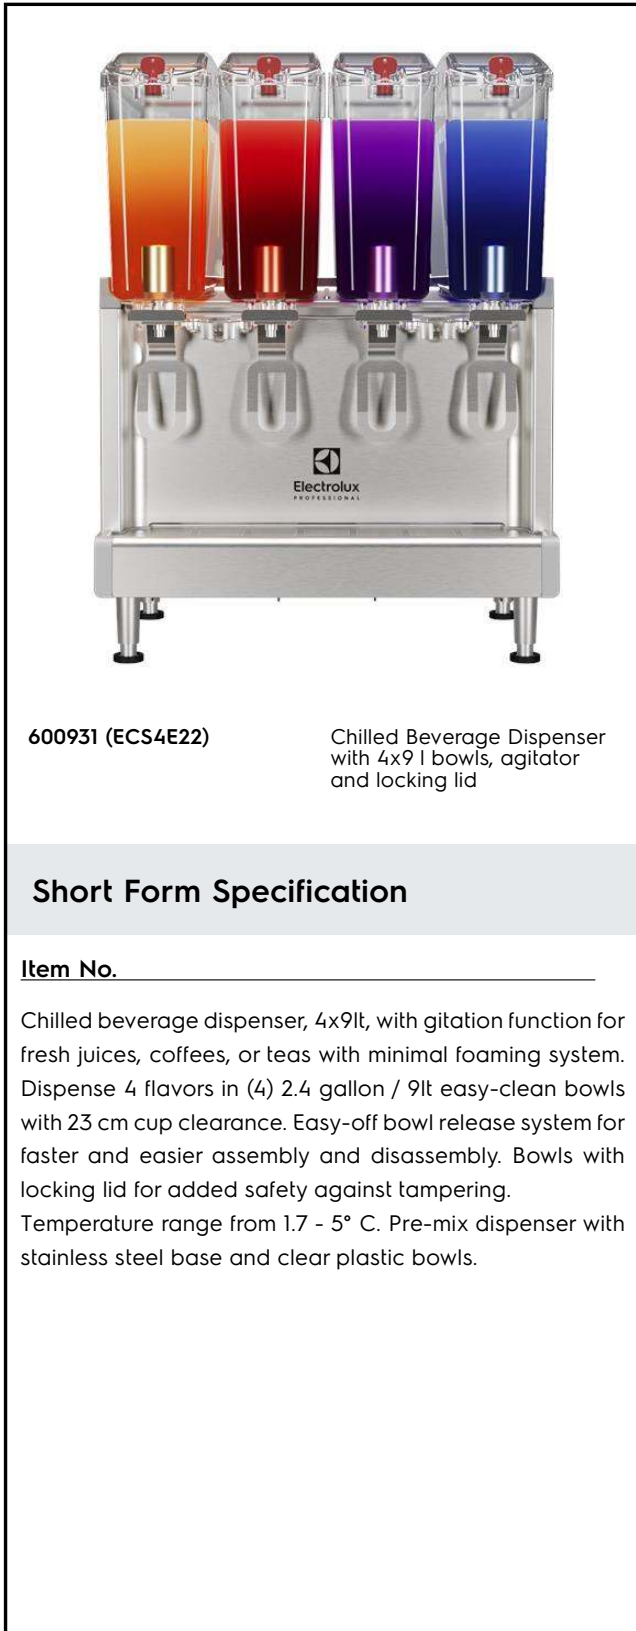 Electrolux
PROFESSIONAL
600931 (ECS4E22)
Chilled Beverage Dispenser
with 4x9 l bowls, agitator
and locking lid
Short Form Specification
Item No.
Chilled beverage dispenser, 4x9lt, with gitation function for
fresh juices, coffees, or teas with minimal foaming system.
Dispense 4 flavors in (4) 2.4 gallon / 9lt easy-clean bowls
with 23 cm cup clearance. Easy-off bowl release system for
faster and easier assembly and disassembly. Bowls with
locking lid for added safety against tampering.
Temperature range from 1.7 - 5° C. Pre-mix dispenser with
stainless steel base and clear plastic bowls.